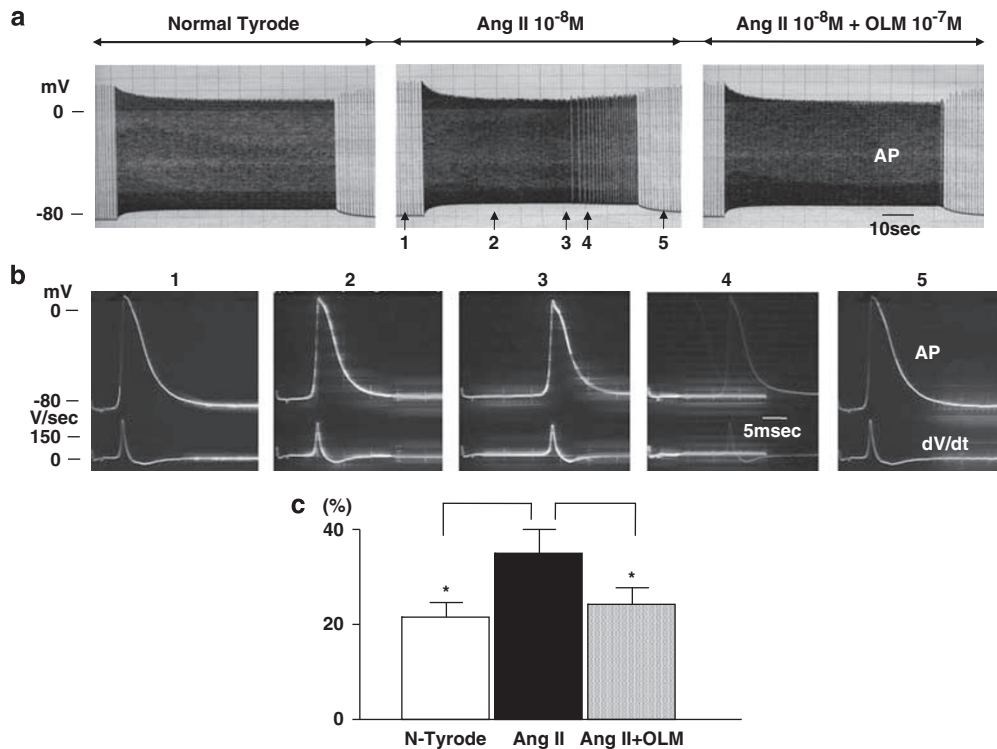 a
Normal Tyrode
Ang II 10⁻⁸M
Ang II 10⁻⁸M + OLM 10⁻⁷M
mV
0
-80
AP
10sec
1 2 3 4 5
b
mV
0
-80
V/sec
150
0
1 2 3 4 5
AP
5msec
dV/dt
c
(%)
40
20
0
* *
N-Tyrode Ang II Ang II+OLM